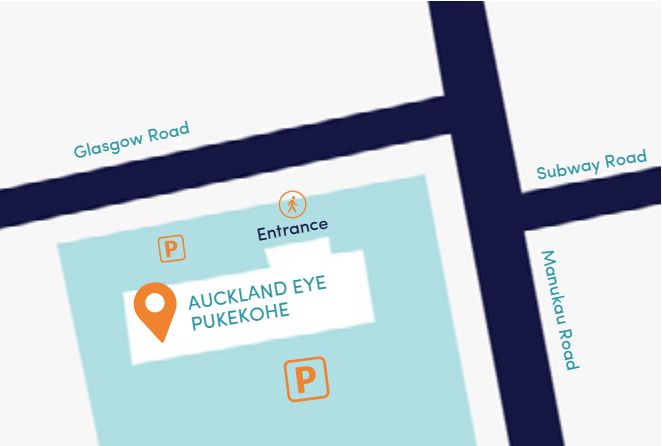 Glasgow Road
Subway Road
P
Entrance
Manukau Road
AUCKLAND EYE
PUKEKOHE
P